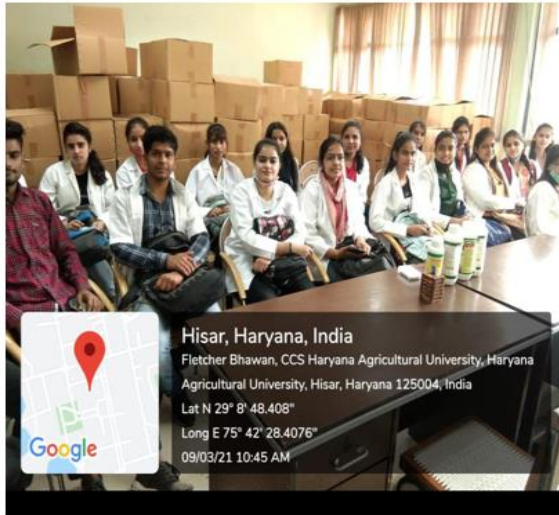 Hisar, Haryana, India
Fletcher Bhawan, CCS Haryana Agricultural University, Haryana
Agricultural University, Hisar, Haryana 125004, India
Lat N 29° 8' 48.408"
Long E 75° 42' 28.4076"
09/03/21 10:45 AM
Google